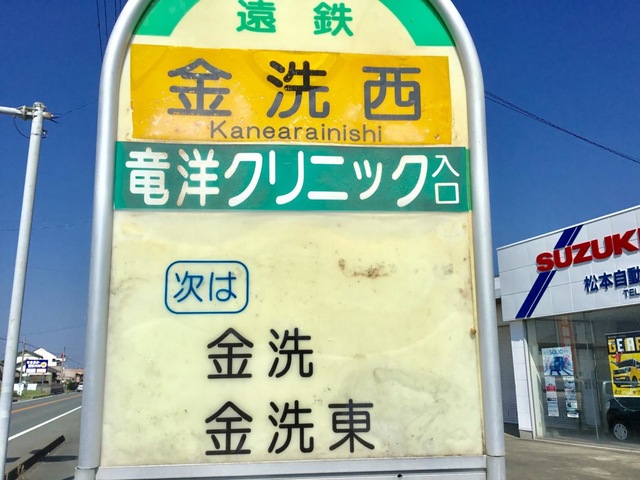 遠鉄
金洗西
Kanearainishi
竜洋クリニック入口
次は
金洗
金洗東
SUZUKI
松本自動
TEL